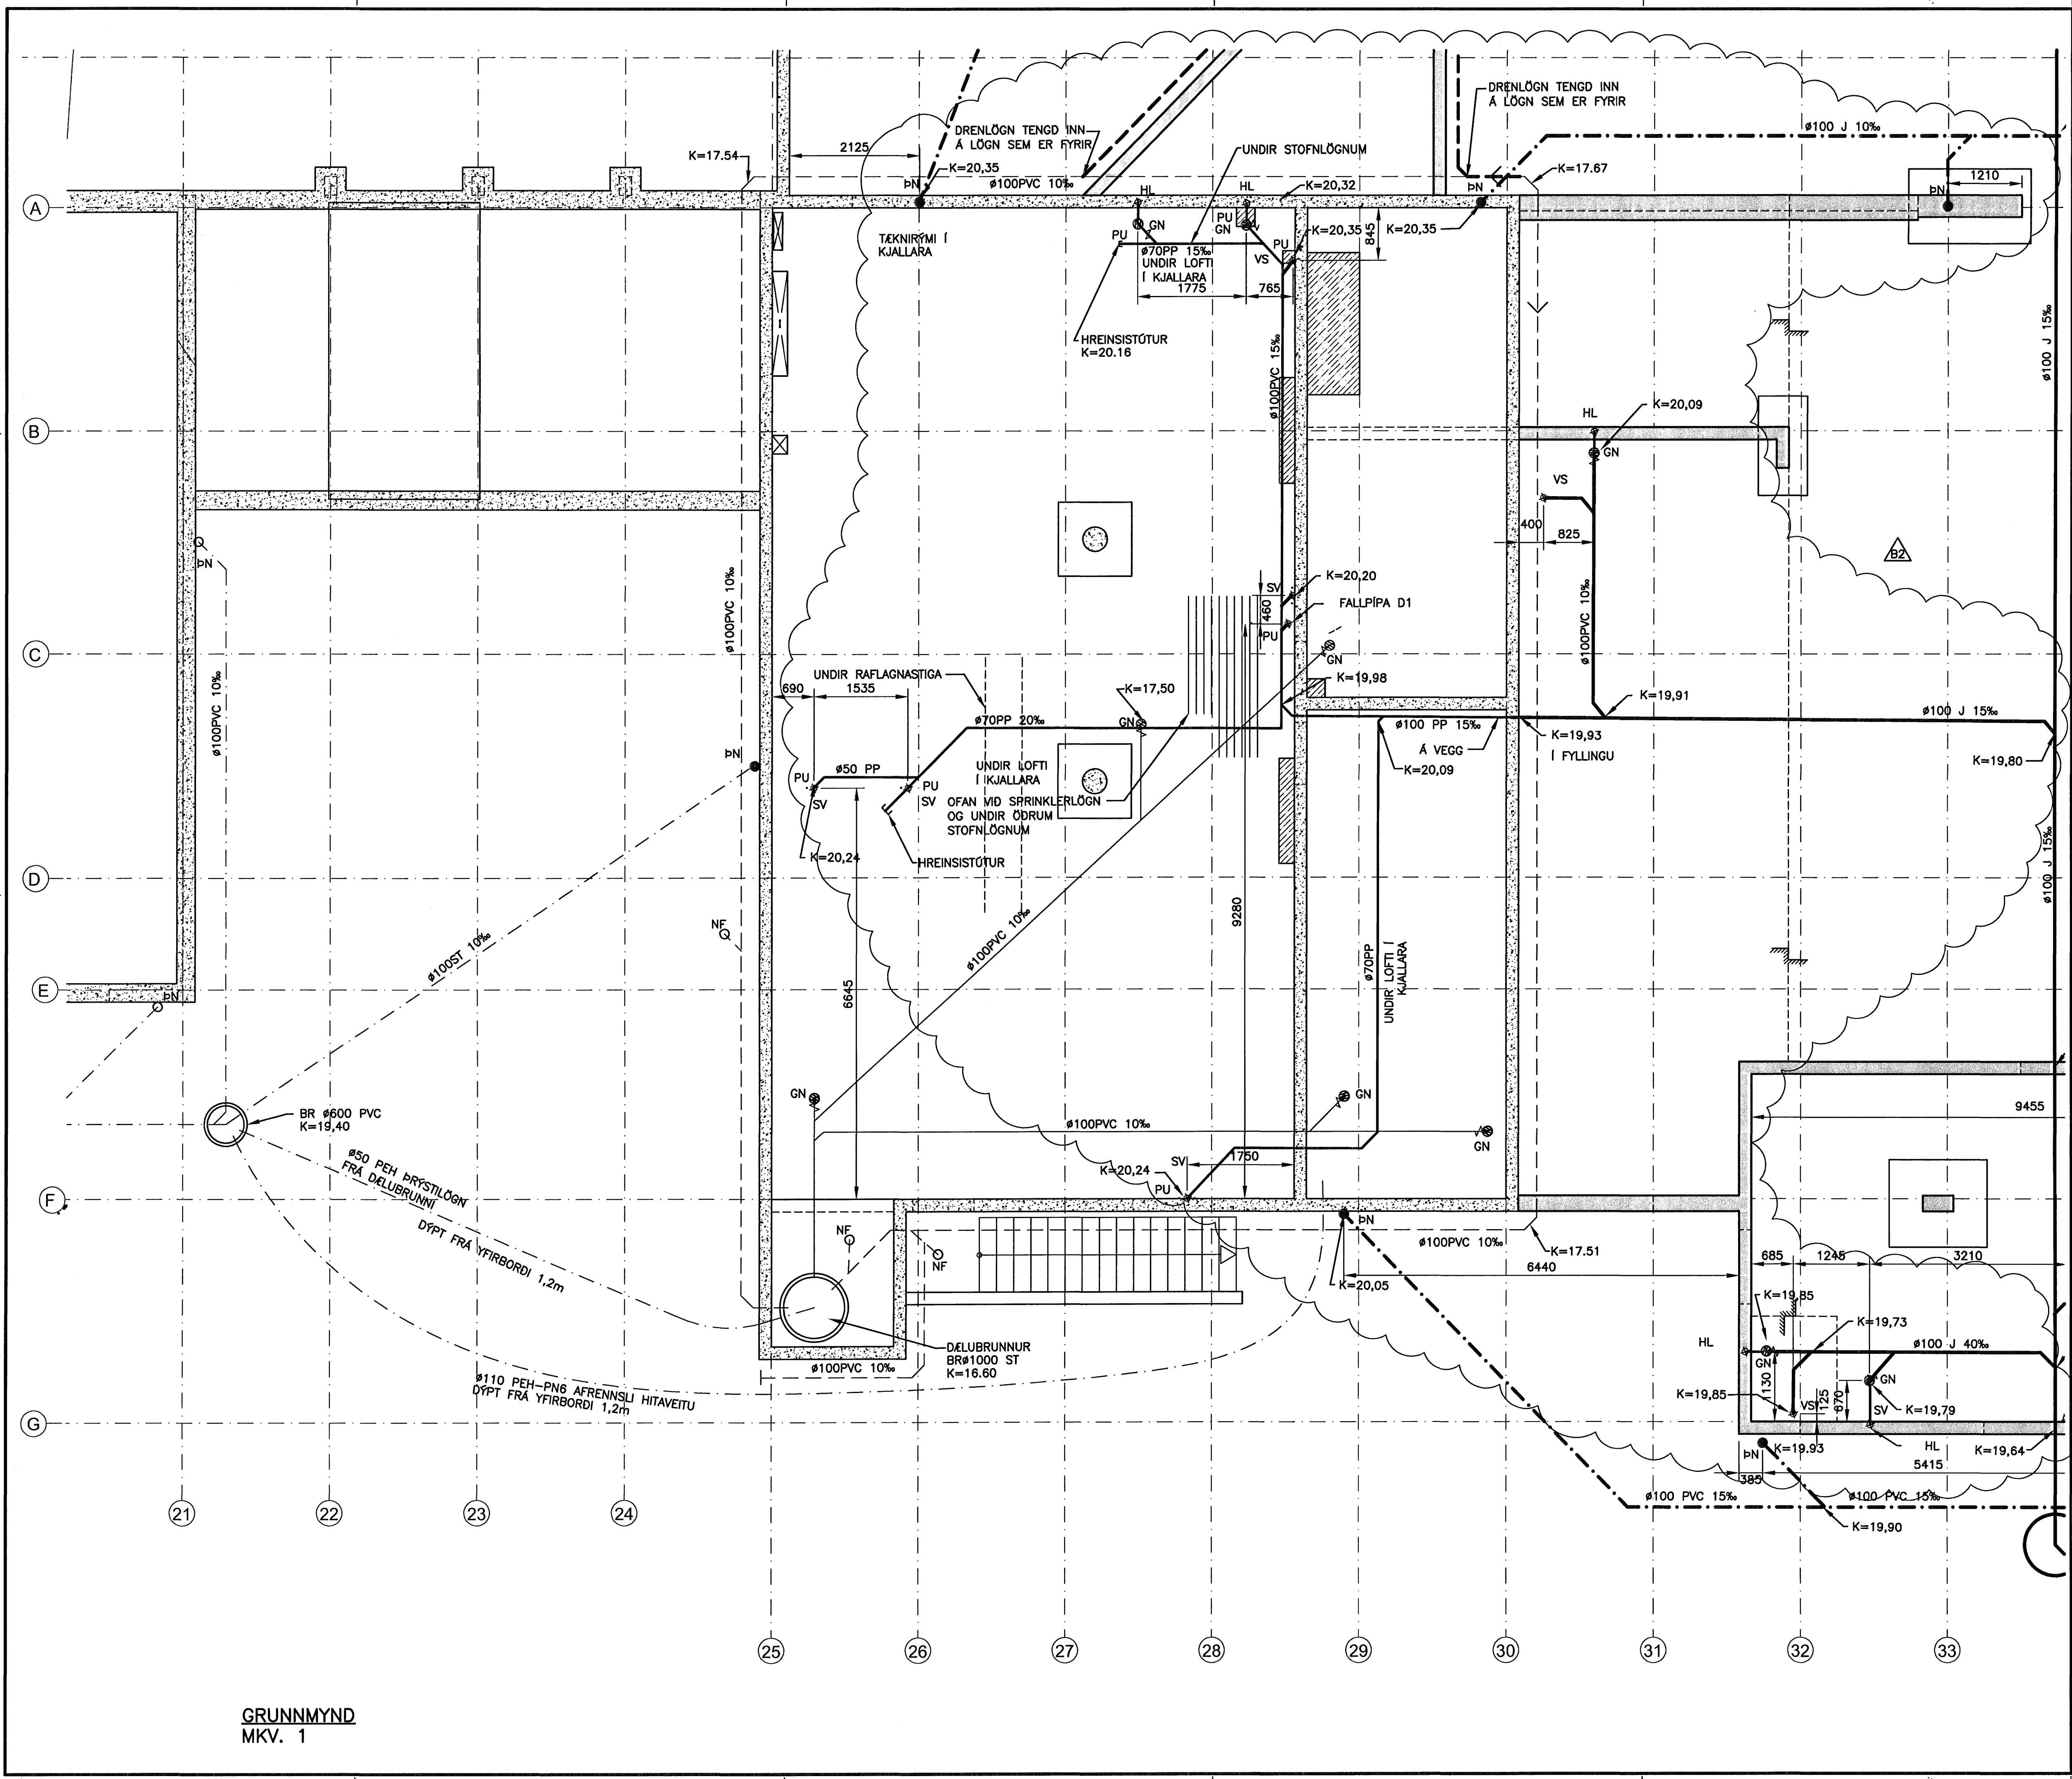 DRENLÖGN TENGD INN
Á LÖGN SEM ER FYRIR
ø100 J 10‰
DRENLÖGN TENGD INN
Á LÖGN SEM ER FYRIR
UNDIR STOFNLÖGNUM
K=17.54
2125
K=20,35
K=17.67
ÞN
ø100PVC 10‰
HL
HL
K=20,32
ÞN
ÞN
1210
A
GN
PU
GN
PU
K=20,35
845
K=20,35
TÆKNIRÝMI Í
KJALLARA
PU
ø70PP 15‰
UNDIR LOFTI
Í KJALLARA
VS
1775
765
HREINSISTÚTUR
K=20.16
ø100PVC 15‰
ø100 J 15‰
B
HL
K=20,09
GN
VS
400
825
B2
ÞN
ø100PVC 10‰
ø100PVC 10‰
SV
K=20,20
460
FALLPÍPA D1
PU
C
GN
UNDIR RAFLAGNASTIGA
K=19,98
690
1535
K=17,50
K=19,91
ø100PVC 10‰
ø70PP 20‰
GN
ø100 PP 15‰
ø100 J 15‰
K=19,93
Á VEGG
Í FYLLINGU
K=19,80
K=20,09
ÞN
ø50 PP
UNDIR LOFTI
Í KJALLARA
PU
SV
PU
SV
OFAN VIÐ SPRINKLERLÖGN
OG UNDIR ÖÐRUM
STOFNLÖGNUM
K=20,24
HREINSISTÚTUR
D
ø100 J 15‰
9280
NF
ø100ST 10‰
ø100PVC 10‰
ø70PP
UNDIR LOFTI Í
KJALLARA
E
ÞN
6645
GN
GN
BR ø600 PVC
K=19,40
9455
ø100PVC 10‰
GN
ø50 PEH ÞRÝSTILÖGN
FRÁ DÆLUBRUNNI
SV
1750
K=20,24
PU
F
DÝPT FRÁ YFIRBORÐI 1,2m
NF
NF
ÞN
ø100PVC 10‰
K=17.51
685
1245
3210
6440
K=20,05
K=19,85
K=19,73
HL
ø100 J 40‰
DÆLUBRUNNUR
BRø1000 ST
K=16.60
GN
ø100PVC 10‰
1130
GN
ø110 PEH-PN6 AFRENNSLI HITAVEITU
DÝPT FRÁ YFIRBORÐI 1,2m
K=19,85
VS
125
670
SV
K=19,79
G
ÞN
K=19.93
HL
K=19,64
385
5415
ø100 PVC 15‰
ø100 PVC 15‰
K=19,90
21
22
23
24
25
26
27
28
29
30
31
32
33
GRUNNMYND
MKV. 1